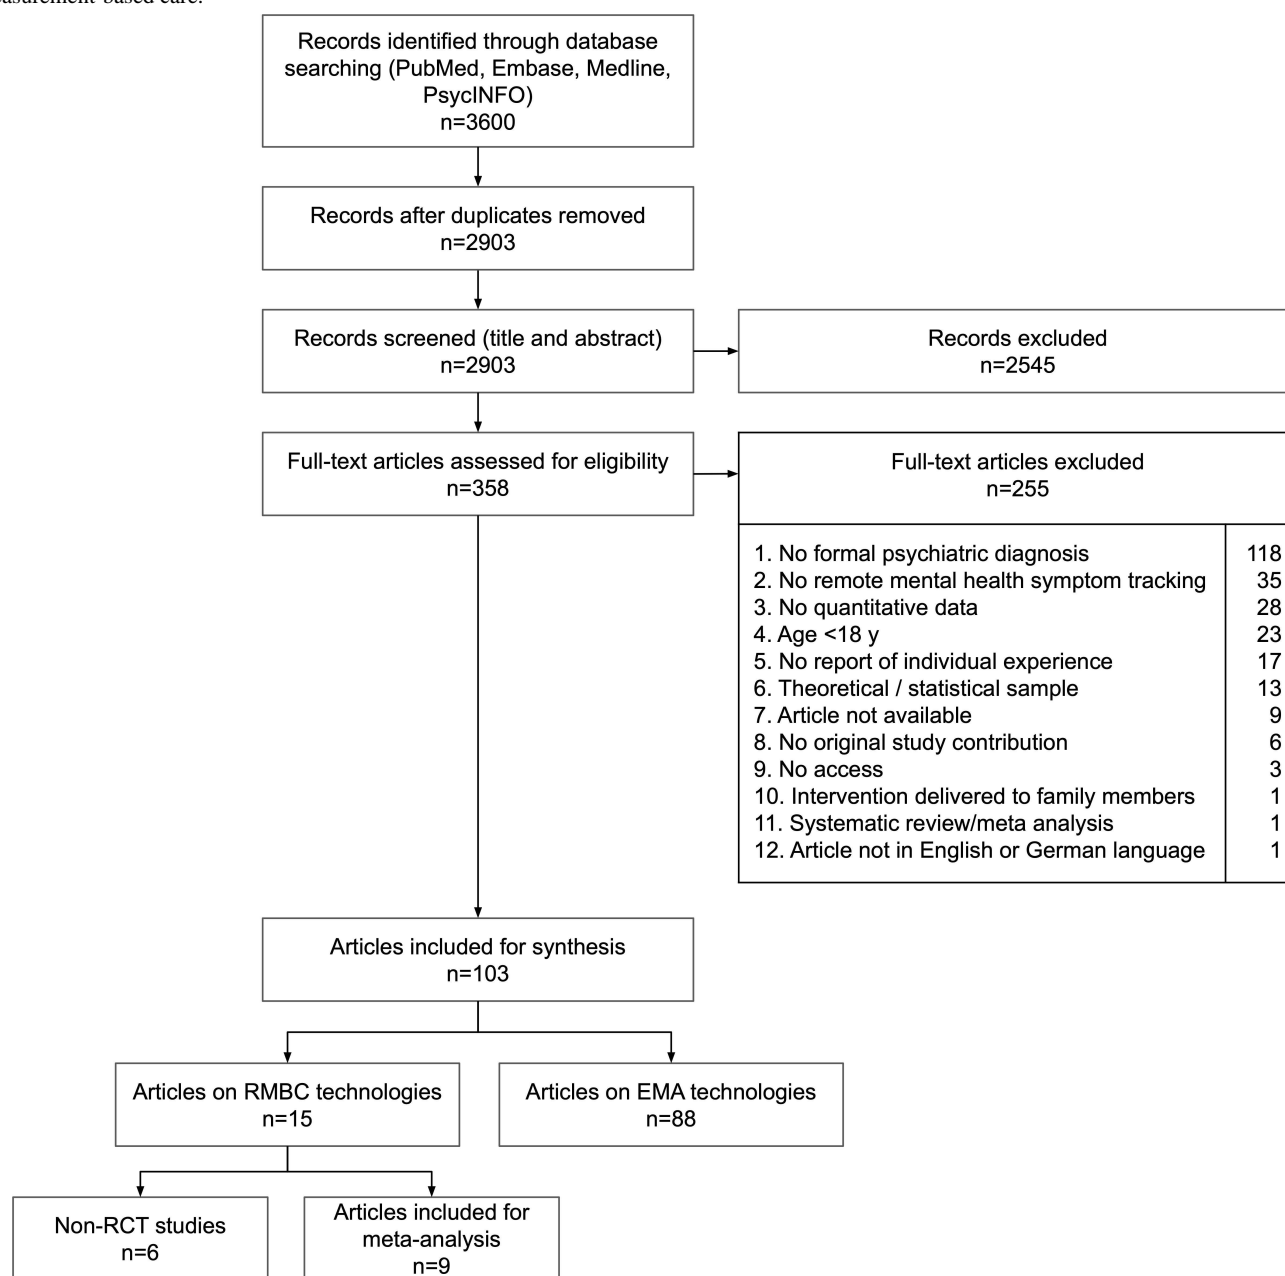 asurement-based care.
Records identified through database
searching (PubMed, Embase, Medline,
PsycINFO)
n=3600
Records after duplicates removed
n=2903
Records screened (title and abstract)
n=2903
Records excluded
n=2545
Full-text articles assessed for eligibility
n=358
Full-text articles excluded
n=255
1. No formal psychiatric diagnosis 118
2. No remote mental health symptom tracking 35
3. No quantitative data 28
4. Age <18 y 23
5. No report of individual experience 17
6. Theoretical / statistical sample 13
7. Article not available 9
8. No original study contribution 6
9. No access 3
10. Intervention delivered to family members 1
11. Systematic review/meta analysis 1
12. Article not in English or German language 1
Articles included for synthesis
n=103
Articles on RMBC technologies
n=15
Articles on EMA technologies
n=88
Non-RCT studies
n=6
Articles included for
meta-analysis
n=9